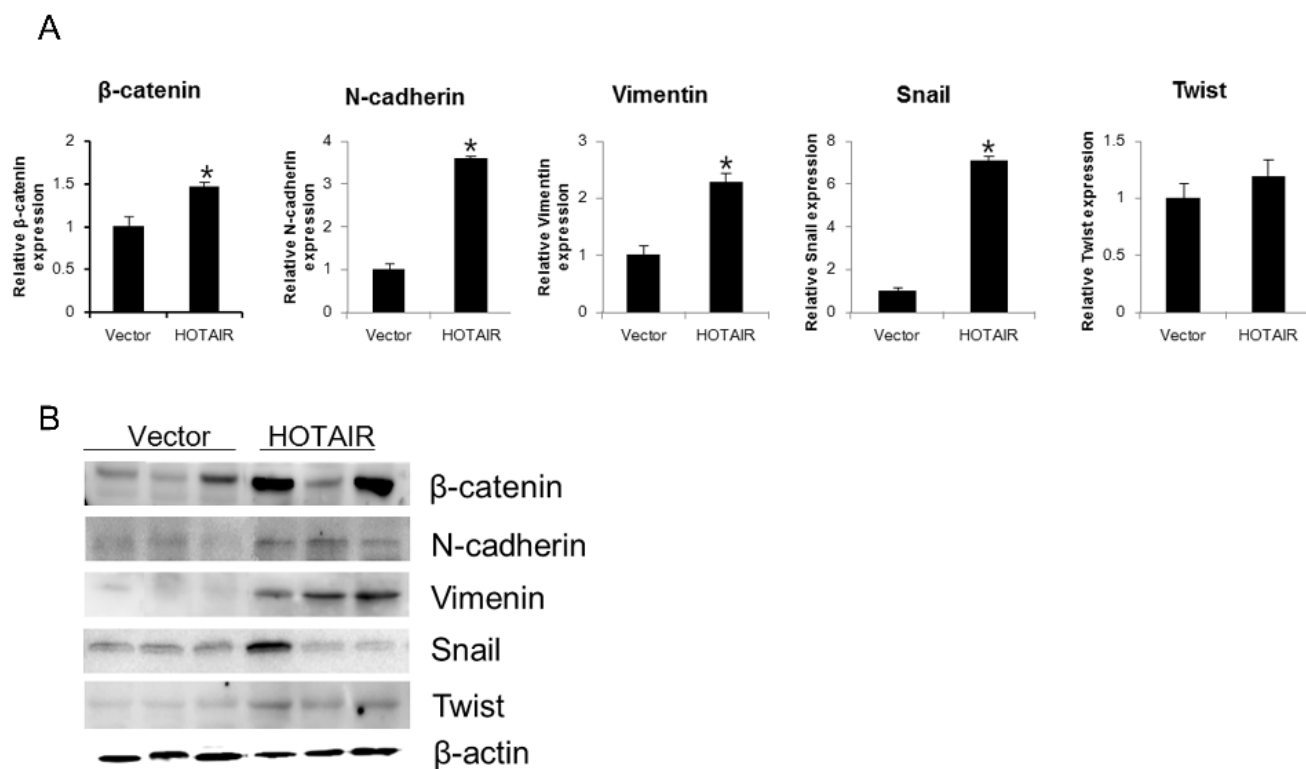 A
β-catenin
N-cadherin
Vimentin
Snail
Twist
Relative β-catenin
expression
2
1.5
1
0.5
0
Vector HOTAIR
Relative N-cadherin
expression
4
3
2
1
0
Vector HOTAIR
Relative Vimentin
expression
3
2
1
0
Vector HOTAIR
Relative Snail expression
8
6
4
2
0
Vector HOTAIR
Relative Twist expression
1.5
1
0.5
0
Vector HOTAIR
*
*
*
*
B
Vector HOTAIR
β-catenin
N-cadherin
Vimenin
Snail
Twist
β-actin